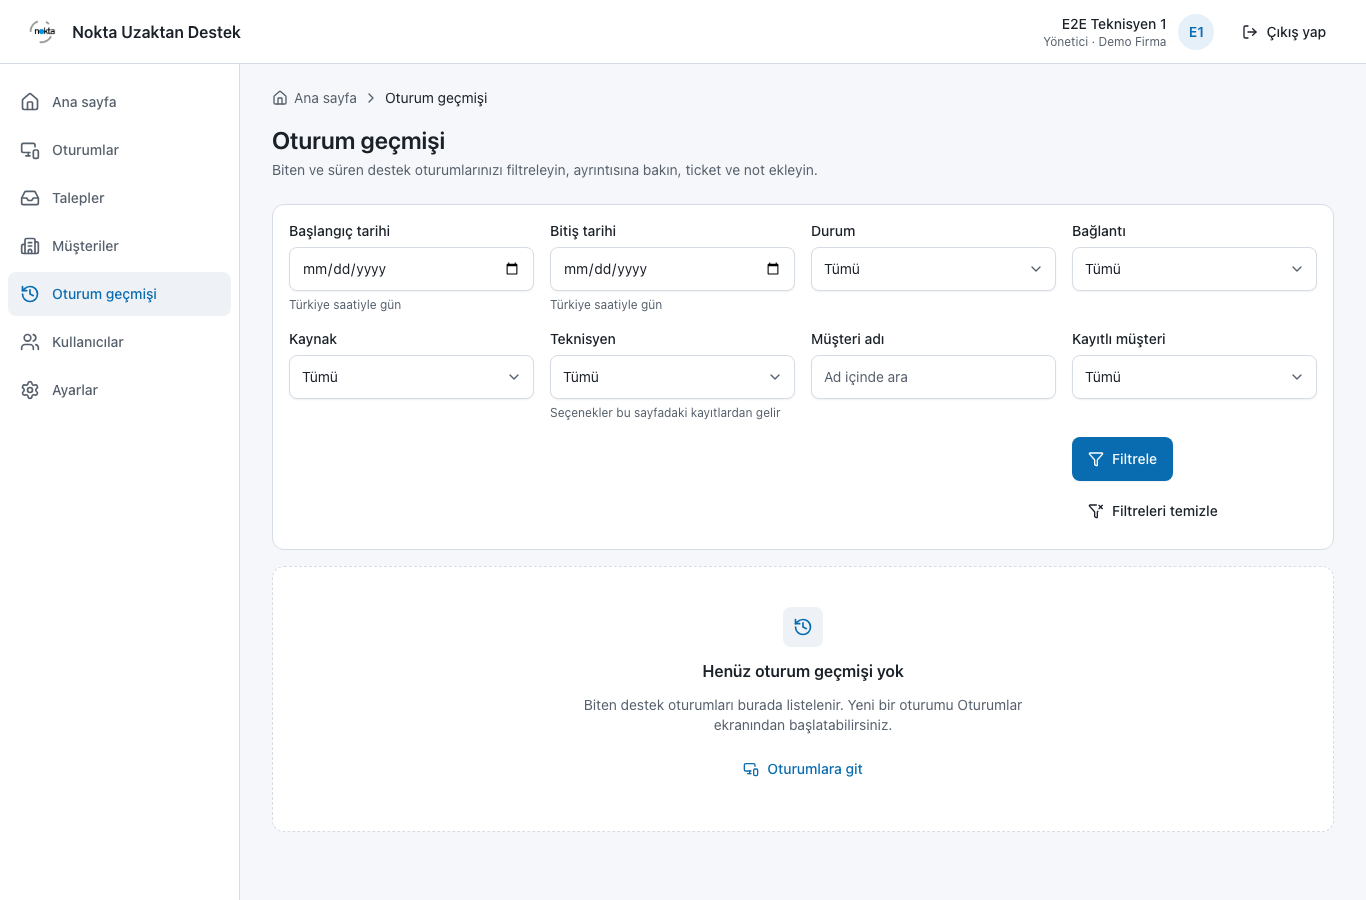 nokta
Nokta Uzaktan Destek
E2E Teknisyen 1
Yönetici · Demo Firma
E1
Çıkış yap
Ana sayfa
Oturumlar
Talepler
Müşteriler
Oturum geçmişi
Kullanıcılar
Ayarlar
Ana sayfa
Oturum geçmişi
Oturum geçmişi
Biten ve süren destek oturumlarınızı filtreleyin, ayrıntısına bakın, ticket ve not ekleyin.
Başlangıç tarihi
Bitiş tarihi
Durum
Bağlantı
mm/dd/yyyy
mm/dd/yyyy
Tümü
Tümü
Türkiye saatiyle gün
Türkiye saatiyle gün
Kaynak
Teknisyen
Müşteri adı
Kayıtlı müşteri
Tümü
Tümü
Ad içinde ara
Tümü
Seçenekler bu sayfadaki kayıtlardan gelir
Filtrele
Filtreleri temizle
Henüz oturum geçmişi yok
Biten destek oturumları burada listelenir. Yeni bir oturumu Oturumlar
ekranından başlatabilirsiniz.
Oturumlara git